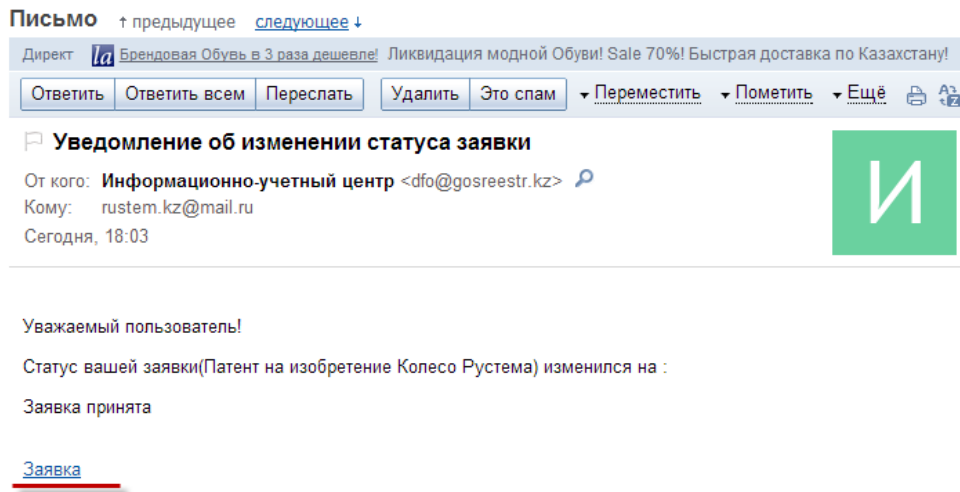 Письмо ↑ предыдущее следующее ↓
Директ la Брендовая Обувь в 3 раза дешевле! Ликвидация модной Обуви! Sale 70%! Быстрая доставка по Казахстану!
Ответить Ответить всем Переслать Удалить Это спам Переместить Пометить Ещё
Уведомление об изменении статуса заявки
От кого: Информационно-учетный центр <dfo@gosreestr.kz>
Кому: rustem.kz@mail.ru
Сегодня, 18:03
И
Уважаемый пользователь!
Статус вашей заявки(Патент на изобретение Колесо Рустема) изменился на :
Заявка принята
Заявка